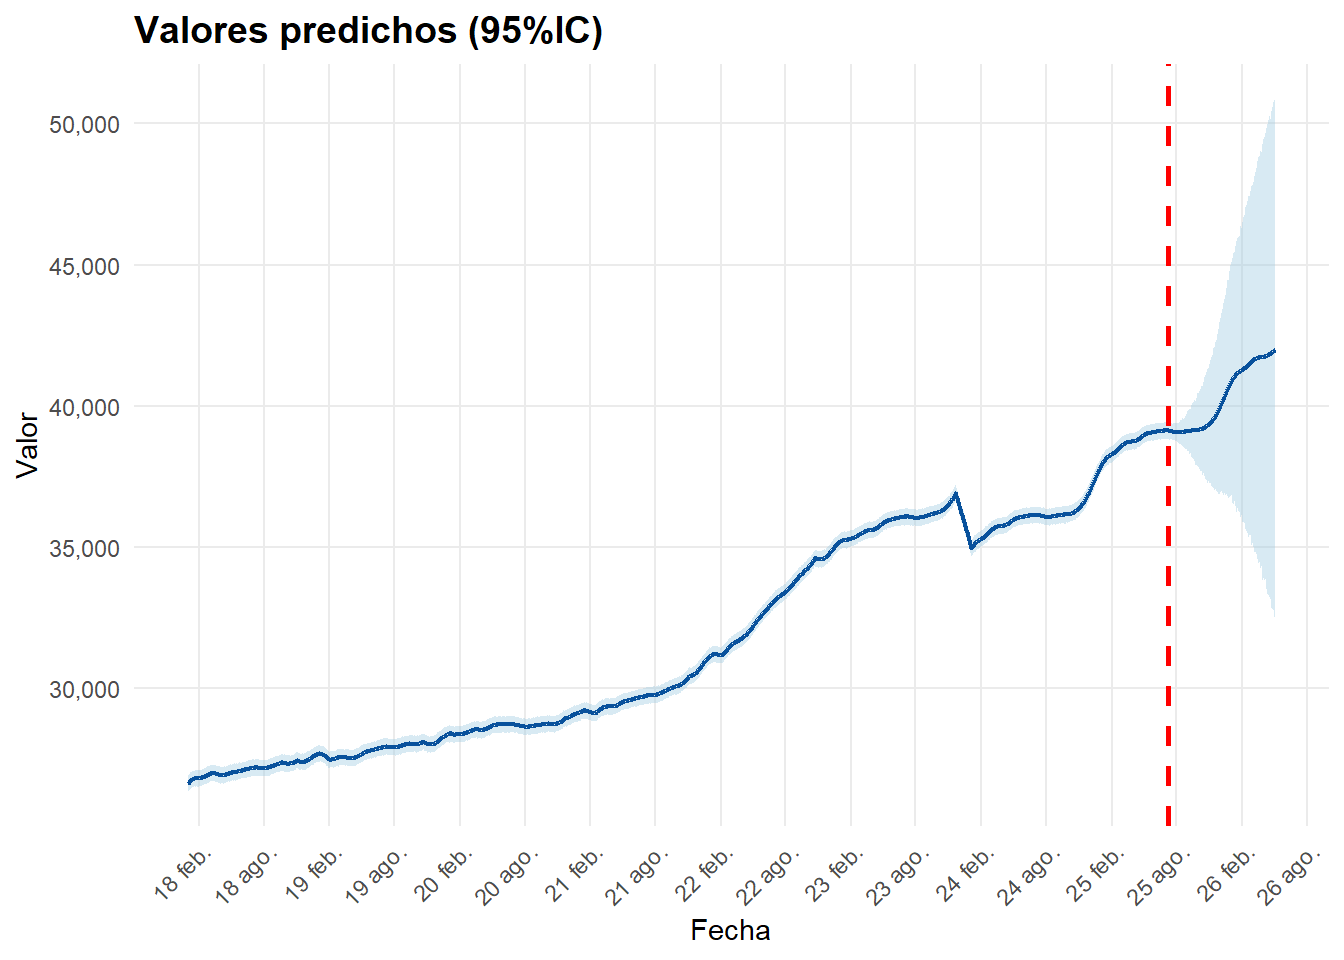 Valores predichos (95%IC)
50,000
45,000
40,000
35,000
30,000
Valor
18 feb.
18 ago.
19 feb.
19 ago.
20 feb.
20 ago.
21 feb.
21 ago.
22 feb.
22 ago.
23 feb.
23 ago.
24 feb.
24 ago.
25 feb.
25 ago.
26 feb.
26 ago.
Fecha